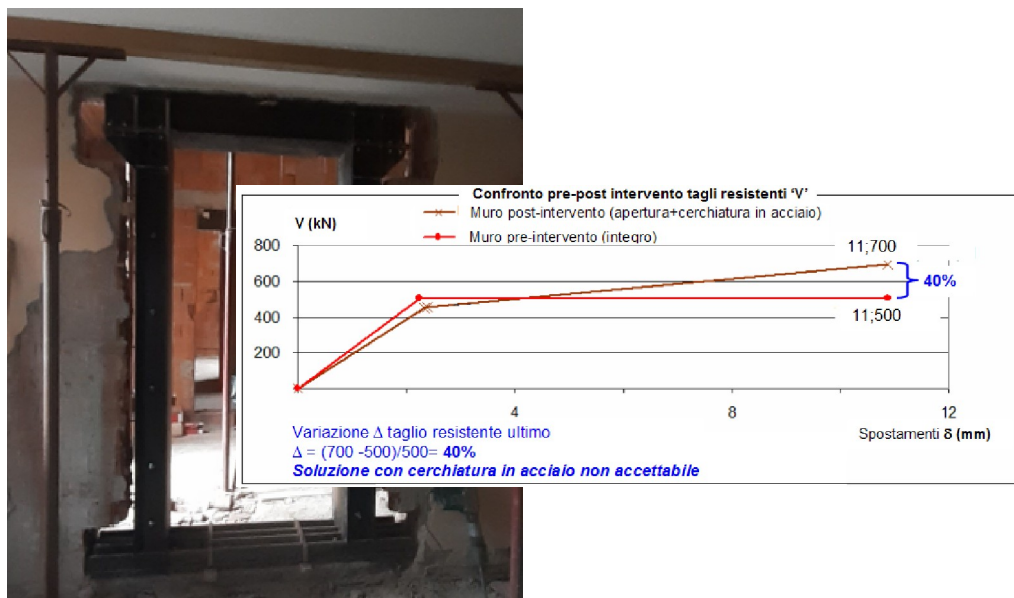 Confronto pre-post intervento tagli resistenti ‘V’
V (kN)
Muro post-intervento (apertura+cerchiatura in acciaio)
Muro pre-intervento (integro)
800
600
400
200
11;700
40%
11;500
4
8
12
Spostamenti δ (mm)
Variazione Δ taglio resistente ultimo
Δ = (700 -500)/500= 40%
Soluzione con cerchiatura in acciaio non accettabile